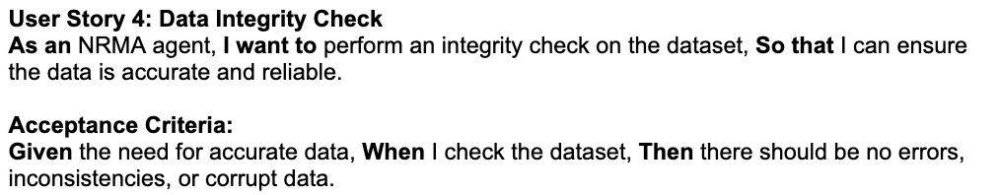 User Story 4: Data Integrity Check
As an NRMA agent, I want to perform an integrity check on the dataset, So that I can ensure
the data is accurate and reliable.
Acceptance Criteria:
Given the need for accurate data, When I check the dataset, Then there should be no errors,
inconsistencies, or corrupt data.